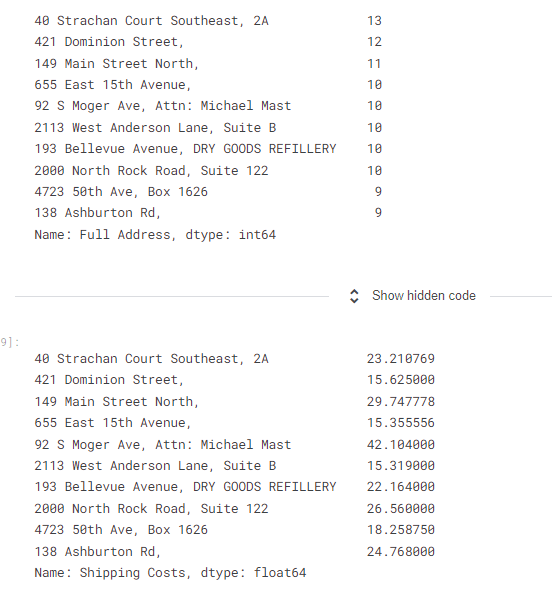 40 Strachan Court Southeast, 2A 13
421 Dominion Street, 12
149 Main Street North, 11
655 East 15th Avenue, 10
92 S Moger Ave, Attn: Michael Mast 10
2113 West Anderson Lane, Suite B 10
193 Bellevue Avenue, DRY GOODS REFILLERY 10
2000 North Rock Road, Suite 122 10
4723 50th Ave, Box 1626 9
138 Ashburton Rd, 9
Name: Full Address, dtype: int64
Show hidden code
9]:
40 Strachan Court Southeast, 2A 23.210769
421 Dominion Street, 15.625000
149 Main Street North, 29.747778
655 East 15th Avenue, 15.355556
92 S Moger Ave, Attn: Michael Mast 42.104000
2113 West Anderson Lane, Suite B 15.319000
193 Bellevue Avenue, DRY GOODS REFILLERY 22.164000
2000 North Rock Road, Suite 122 26.560000
4723 50th Ave, Box 1626 18.258750
138 Ashburton Rd, 24.768000
Name: Shipping Costs, dtype: float64